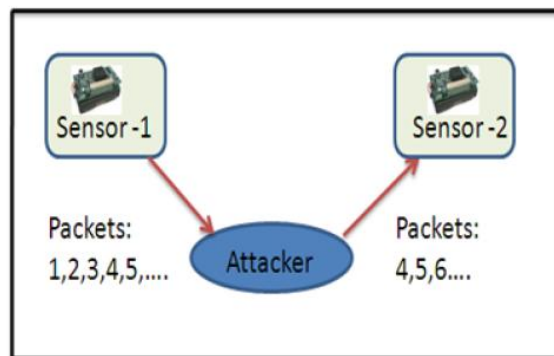 Sensor -1
Sensor -2
Packets:
1,2,3,4,5,....
Attacker
Packets:
4,5,6....